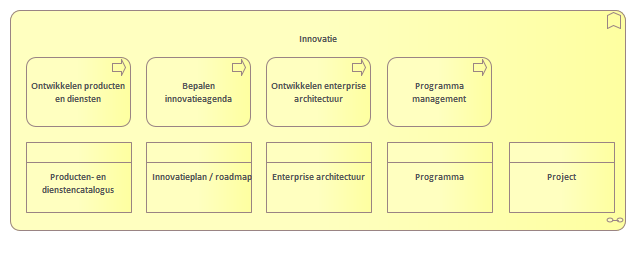 Innovatie
Ontwikkelen producten
en diensten
Bepalen
innovatieagenda
Ontwikkelen enterprise
architectuur
Programma
management
Producten- en
dienstencatalogus
Innovatieplan / roadmap
Enterprise architectuur
Programma
Project